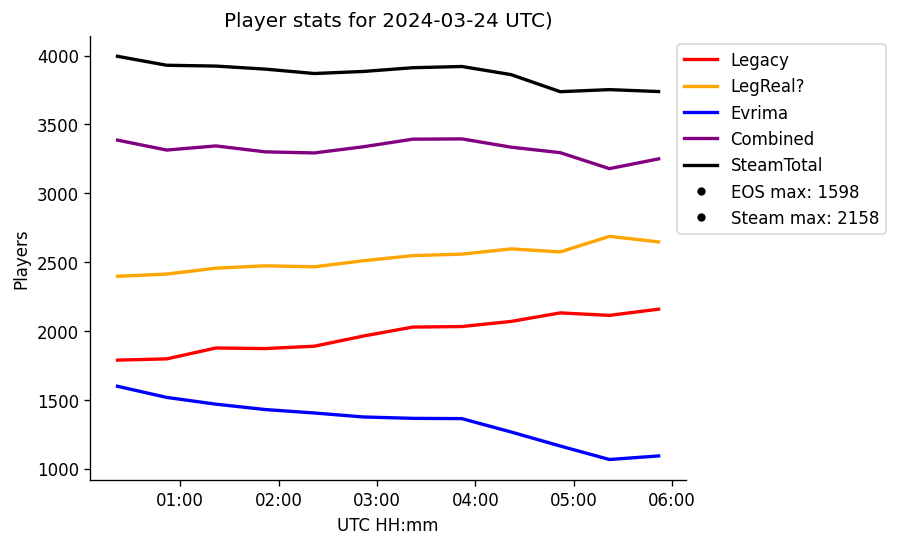 Player stats for 2024-03-24 UTC)
4000
3500
3000
2500
2000
1500
1000
Players
01:00 02:00 03:00 04:00 05:00 06:00
UTC HH:mm
Legacy
LegReal?
Evrima
Combined
SteamTotal
EOS max: 1598
Steam max: 2158